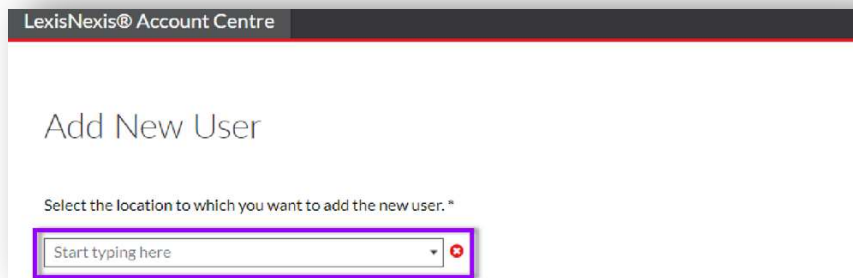 LexisNexis® Account Centre
Add New User
Select the location to which you want to add the new user. *
Start typing here